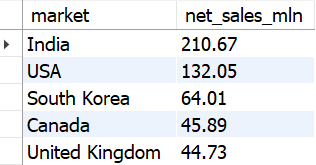 market net_sales_mln
India 210.67
USA 132.05
South Korea 64.01
Canada 45.89
United Kingdom 44.73